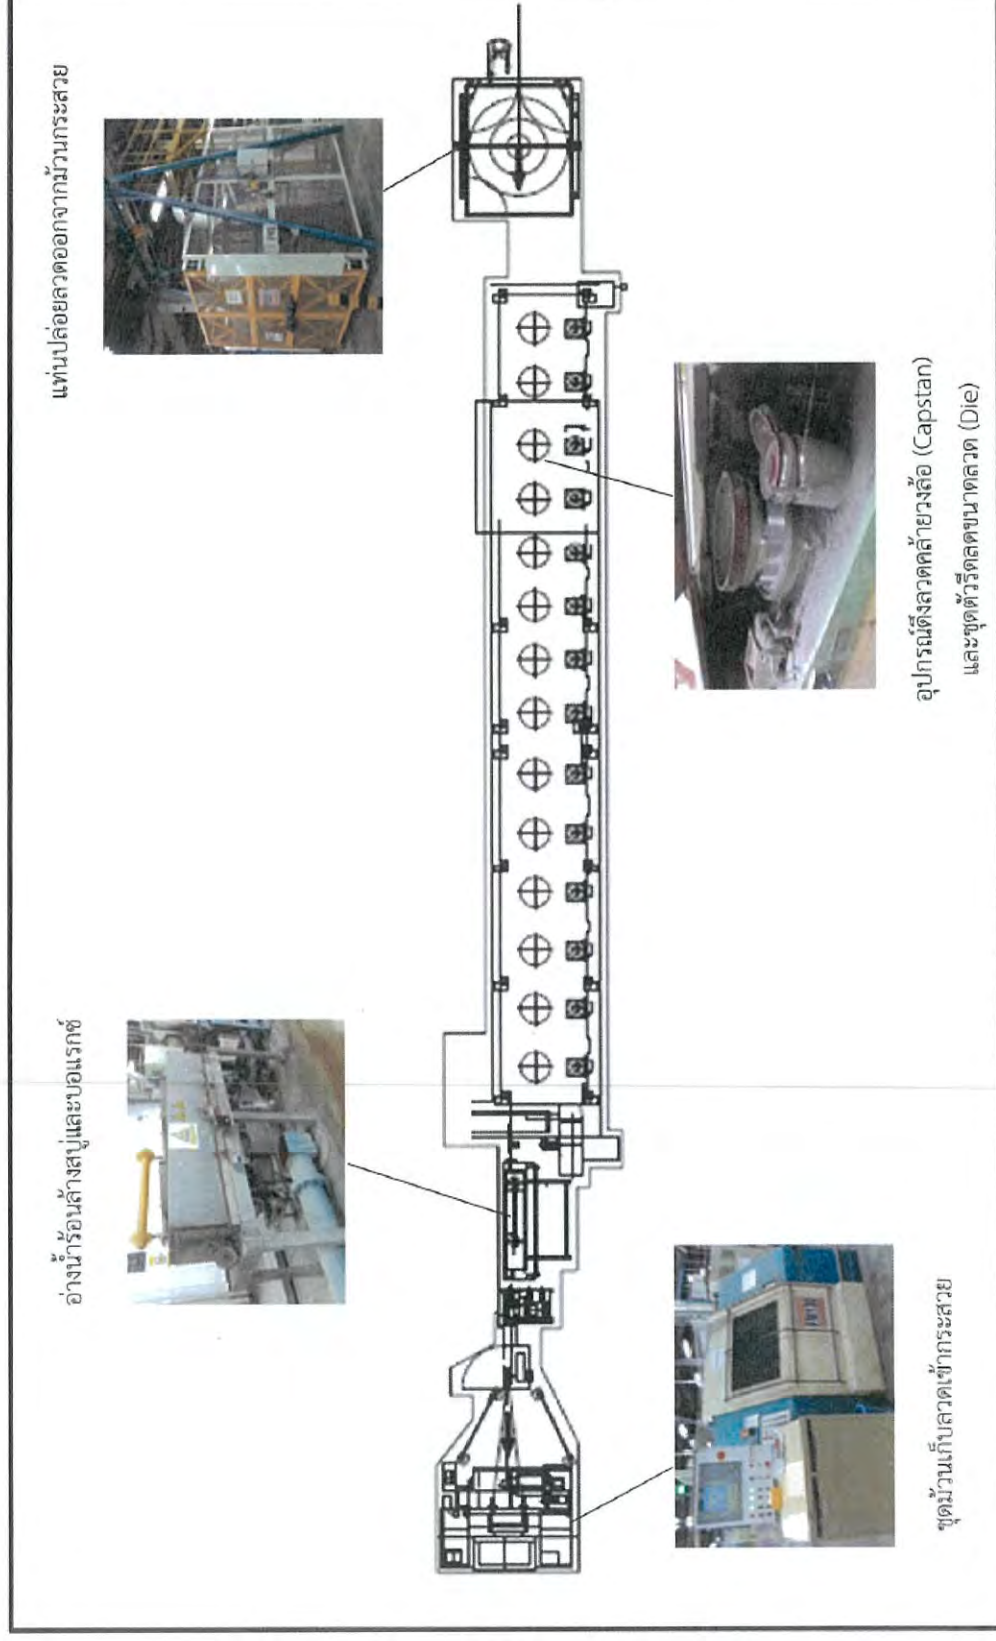 แท่นปล่อยลวดออกจากม้วนกระสวย
อุปกรณ์ดึงลวดคล้ายวงล้อ (Capstan)
และชุดตัวรีดลดขนาดลวด (Die)
อ่างน้ำร้อนล้างสบู่และบอแรกซ์
ชุดม้วนเก็บลวดเข้ากระสวย